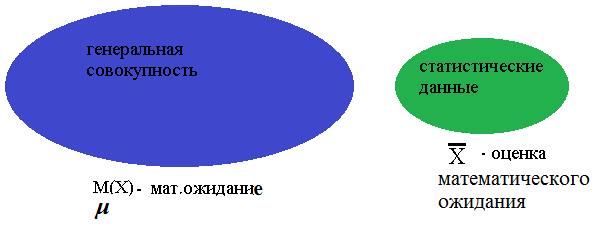 генеральная
совокупность
M(X) - мат.ожидание
μ
статистические
данные
X̅ - оценка
математического
ожидания